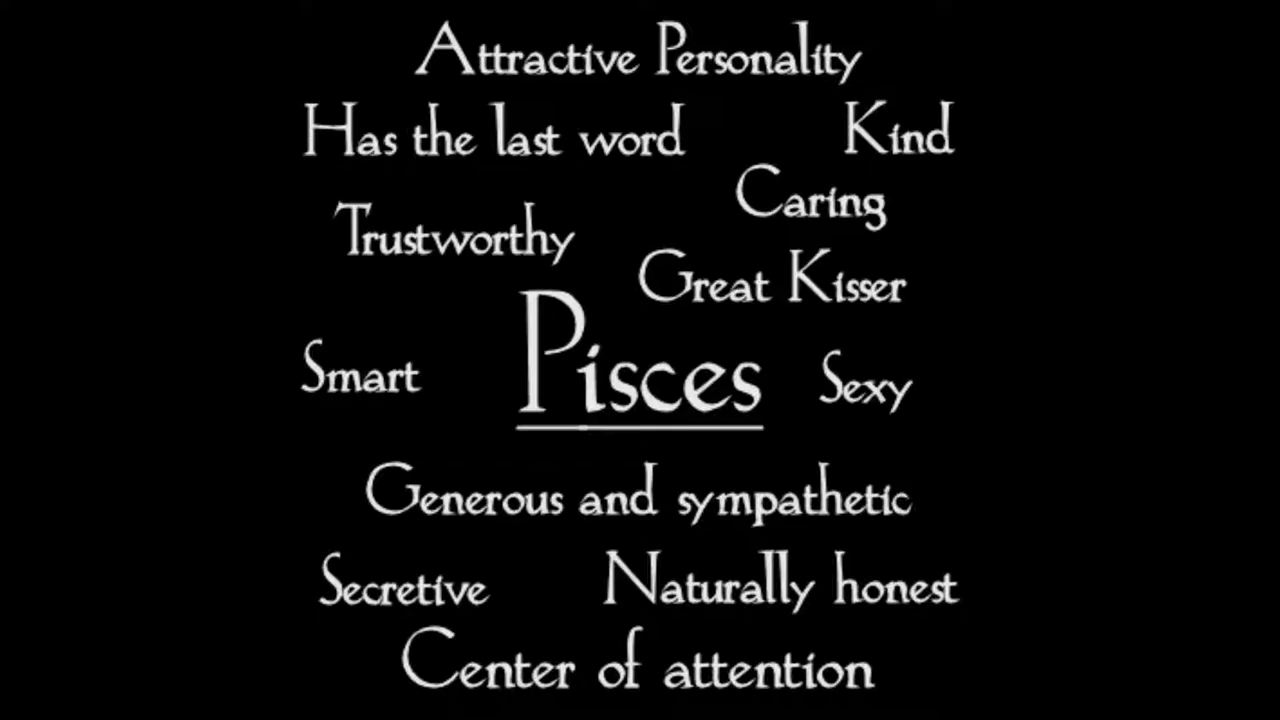 Attractive Personality
Has the last word Kind
Caring
Trustworthy
Great Kisser
Smart Pisces Sexy
Generous and sympathetic
Secretive Naturally honest
Center of attention